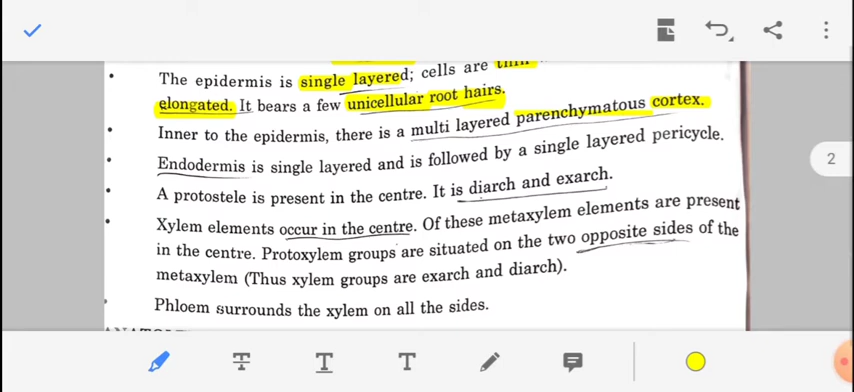 The epidermis is single layered; cells are thin
elongated. It bears a few unicellular root hairs.
Inner to the epidermis, there is a multi layered parenchymatous cortex.
Endodermis is single layered and is followed by a single layered pericycle.
A protostele is present in the centre. It is diarch and exarch.
Xylem elements occur in the centre. Of these metaxylem elements are present
in the centre. Protoxylem groups are situated on the two opposite sides of the
metaxylem (Thus xylem groups are exarch and diarch).
Phloem surrounds the xylem on all the sides.
2
T T T